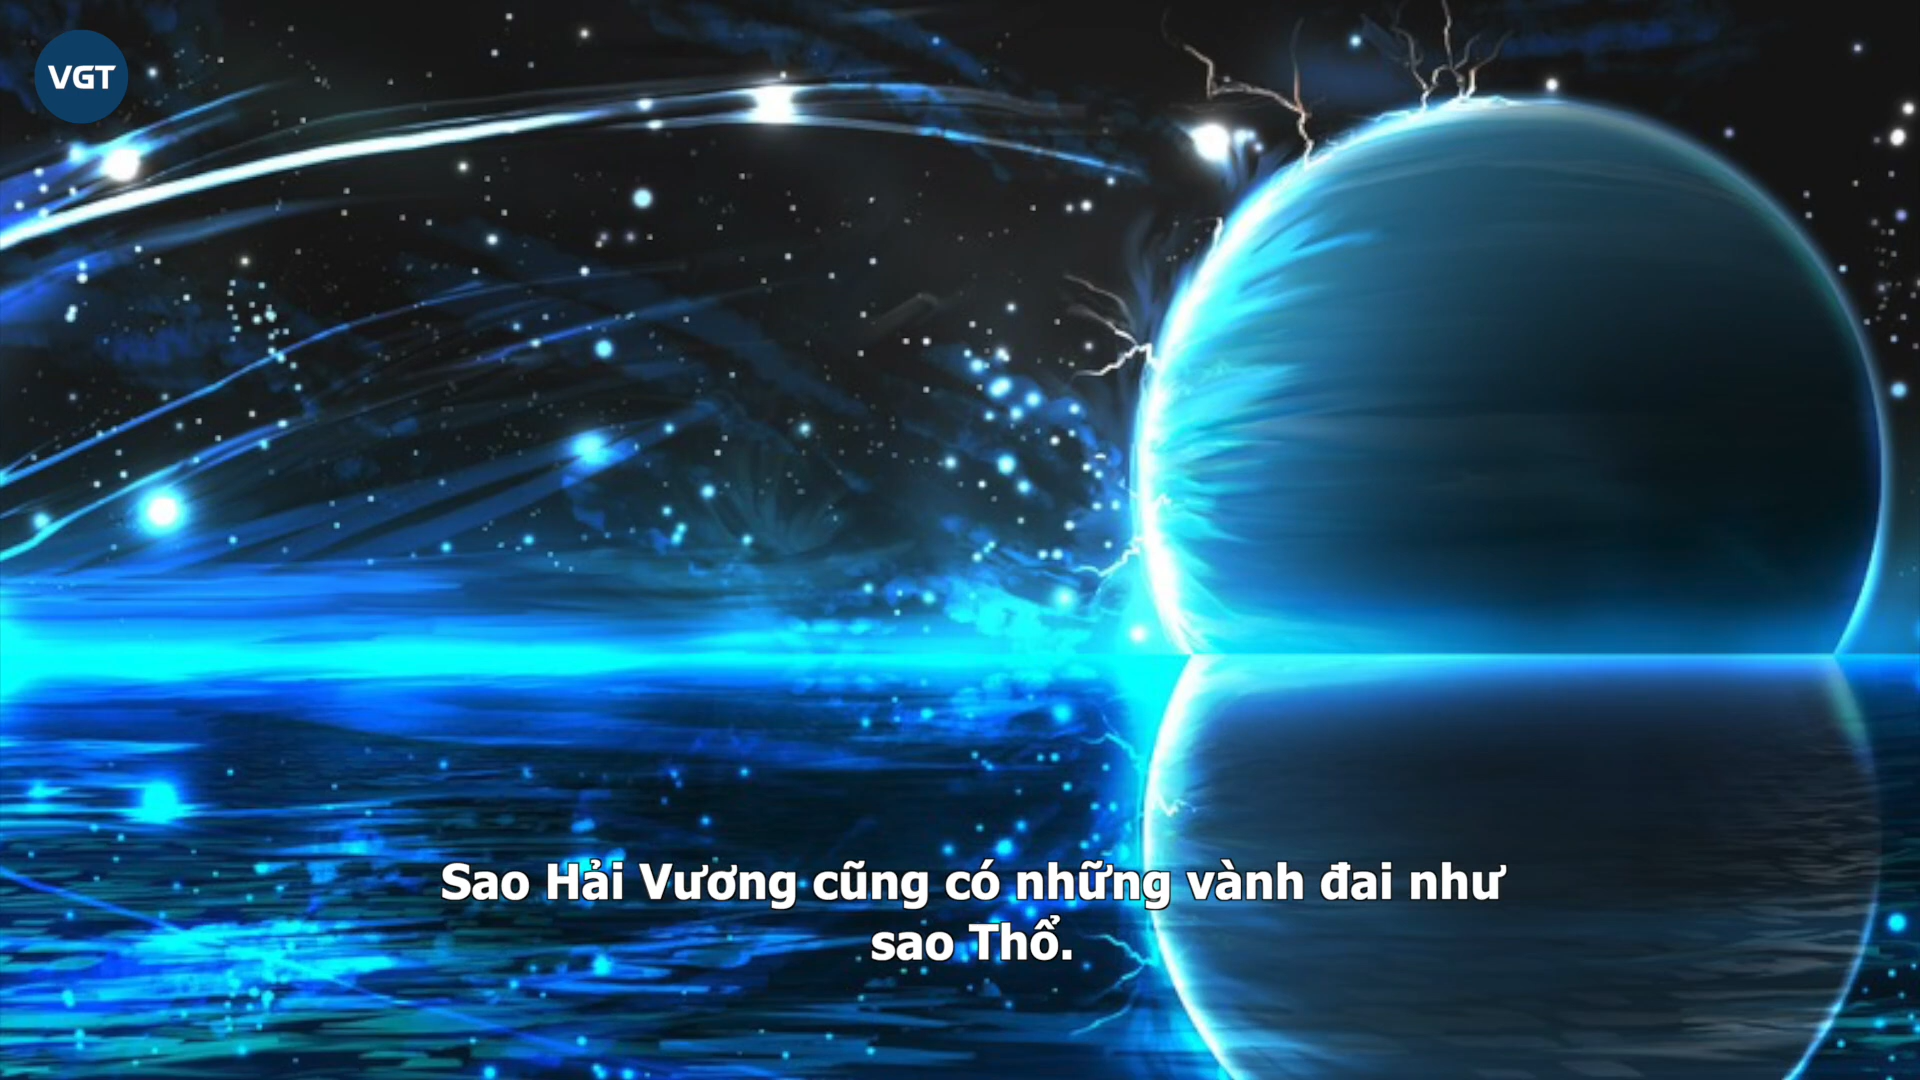 VGT
Sao Hải Vương cũng có những vành đai như
sao Thổ.